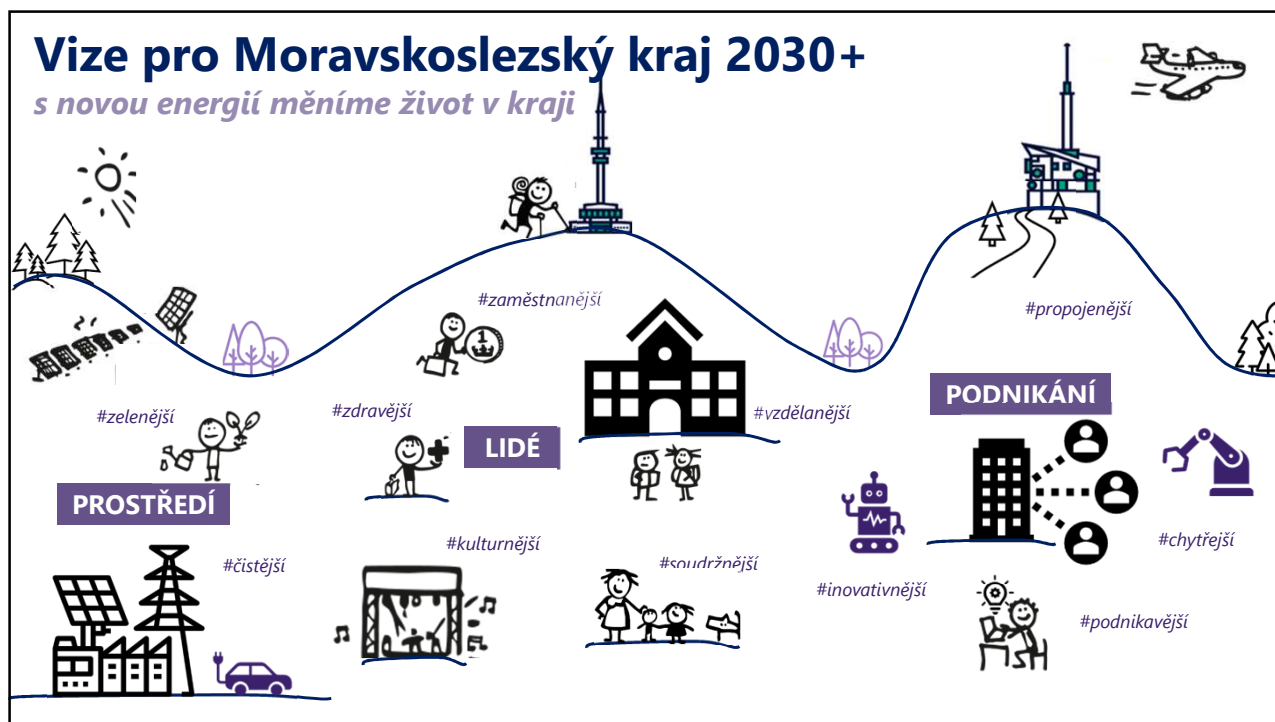 Vize pro Moravskoslezský kraj 2030+
s novou energií měníme život v kraji
#zaměstnanější
#propojenější
1
#zelenější
#zdravější
#vzdělanější
PODNIKÁNÍ
LIDÉ
PROSTŘEDÍ
#kulturnější
#čistější
#soudržnější
#chytřejší
#inovativnější
#podnikavější